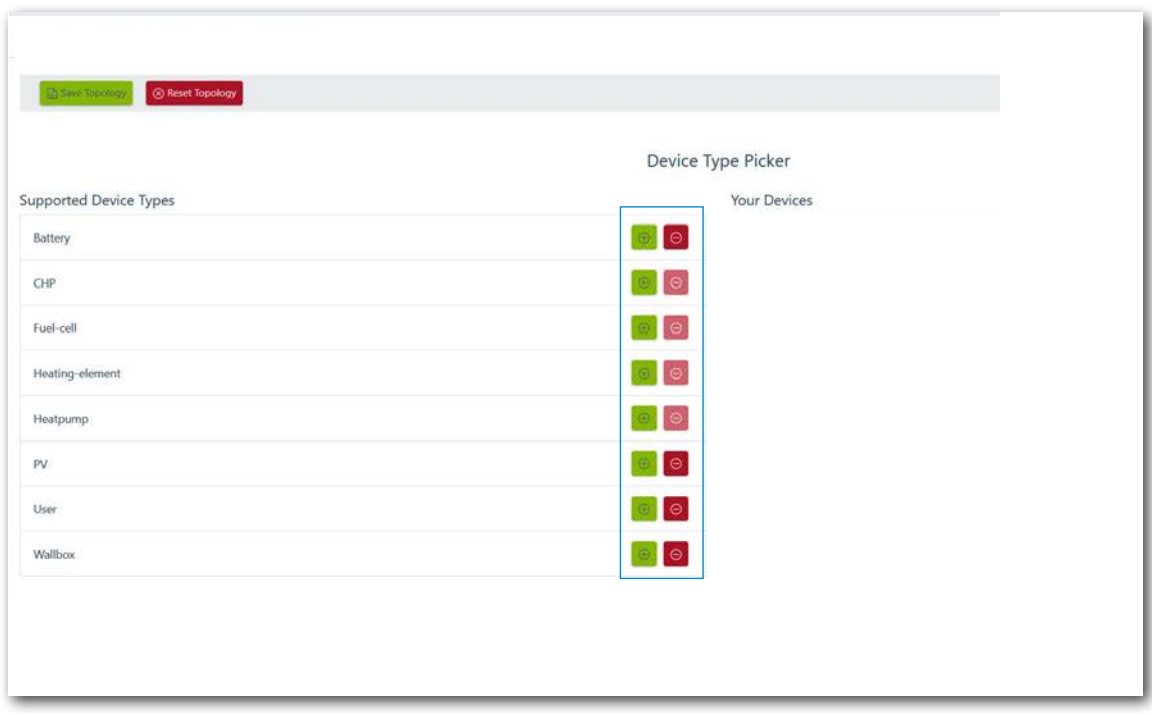 Save Topology
Reset Topology
Device Type Picker
Supported Device Types
Your Devices
Battery
CHP
Fuel-cell
Heating-element
Heatpump
PV
User
Wallbox